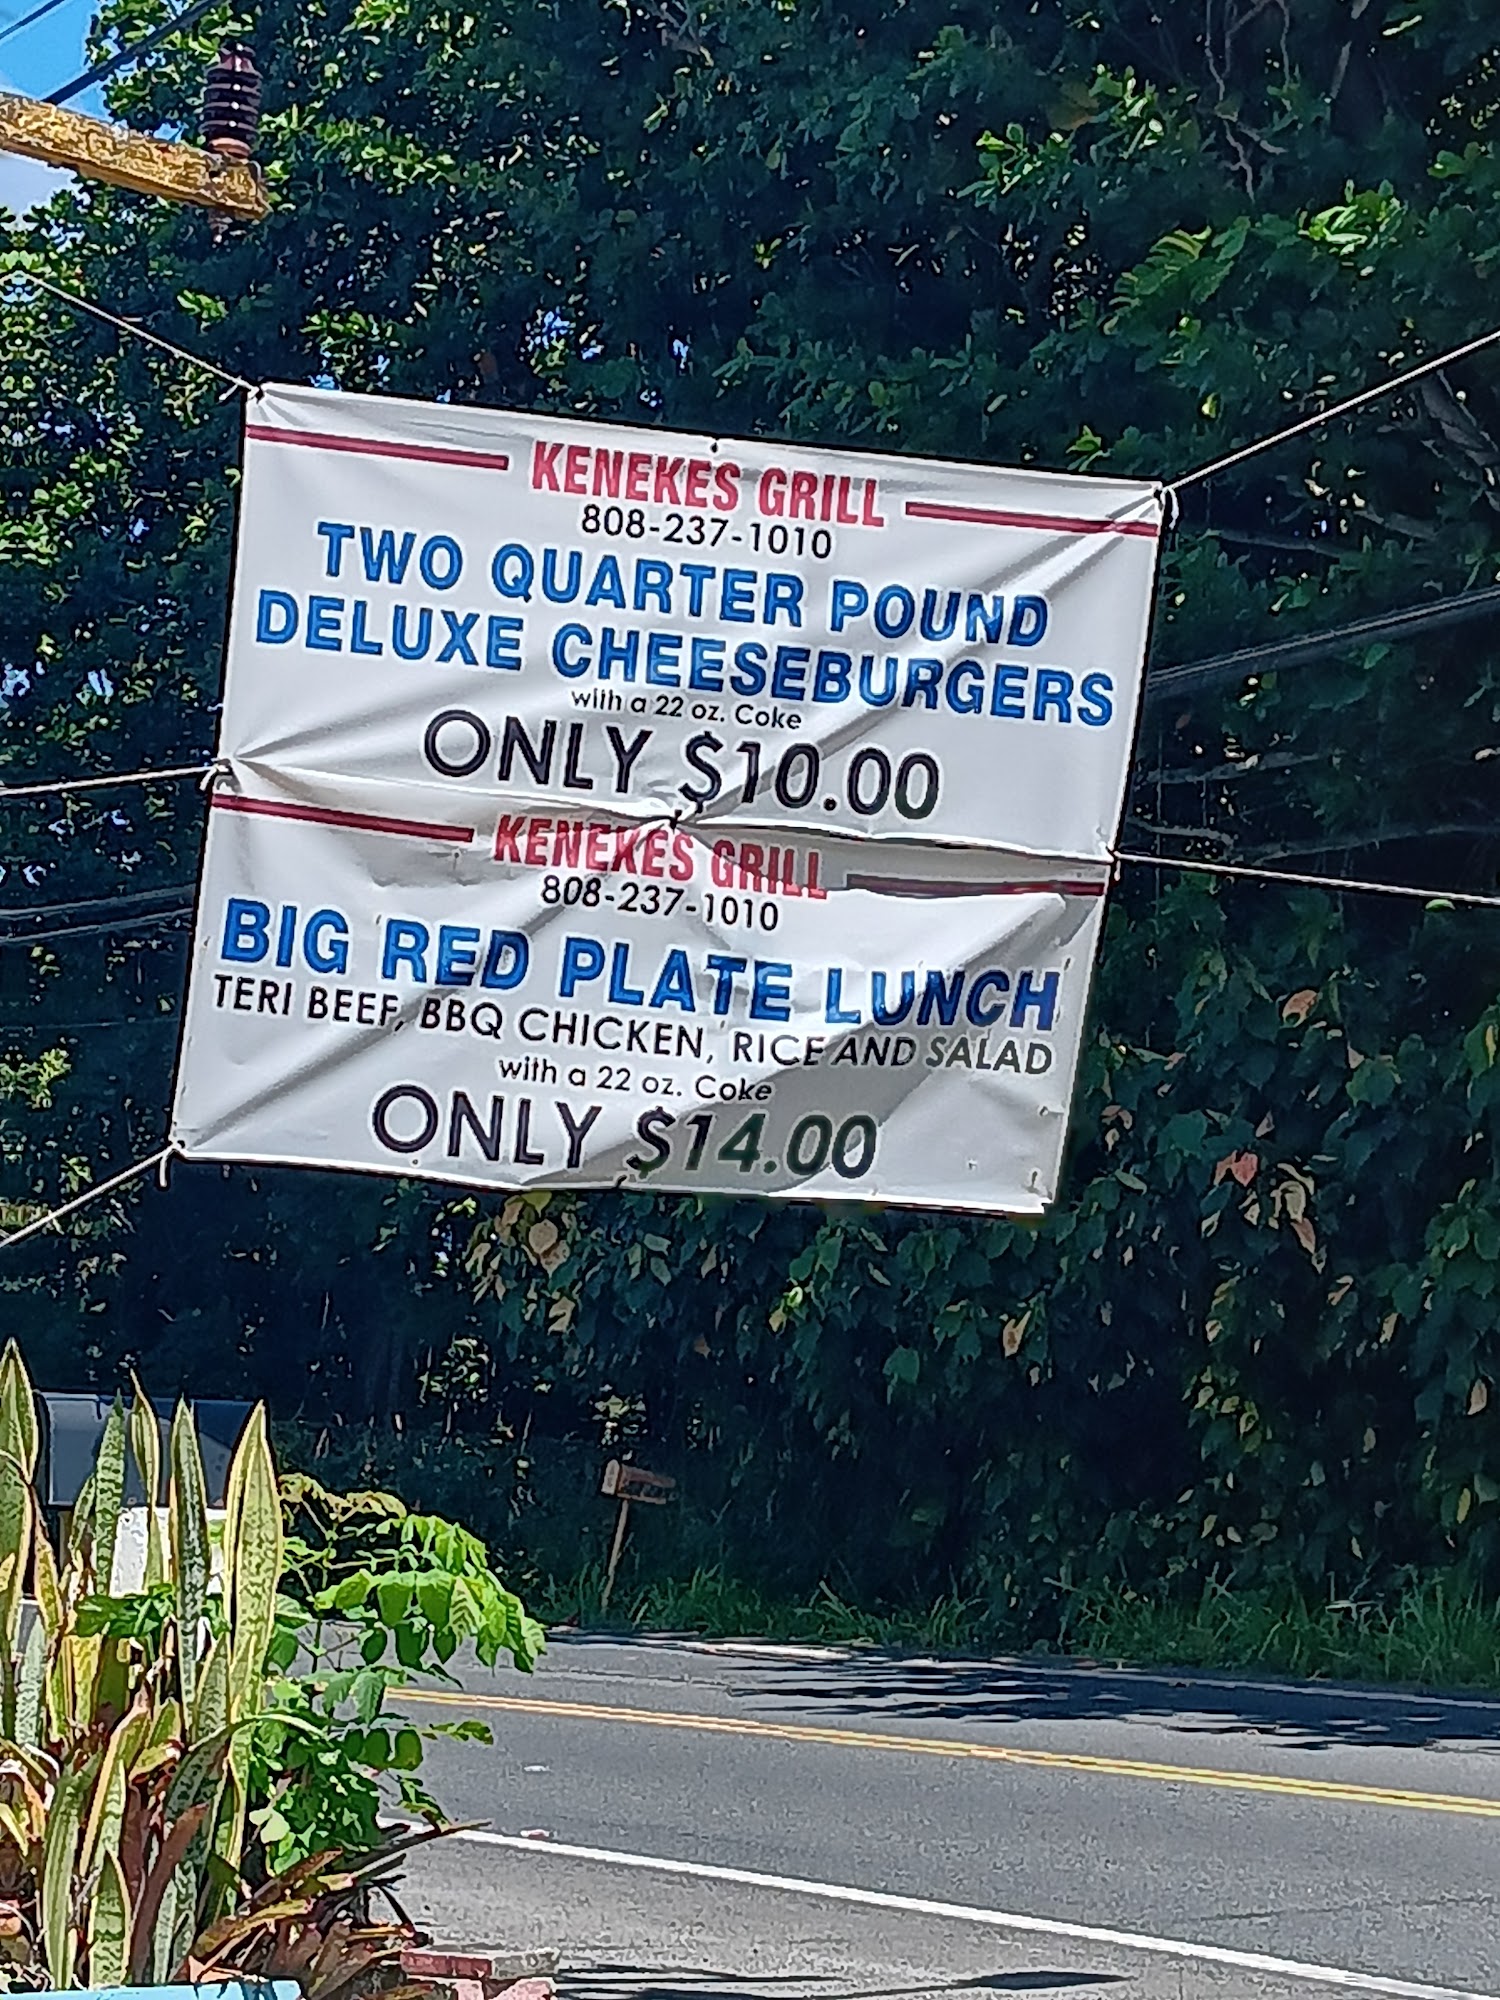 KENEKES GRILL
808-237-1010
TWO QUARTER POUND
DELUXE CHEESEBURGERS
with a 22 oz. Coke
ONLY $10.00
KENEKES GRILL
808-237-1010
BIG RED PLATE LUNCH
TERI BEEF, BBQ CHICKEN, RICE AND SALAD
with a 22 oz. Coke
ONLY $14.00